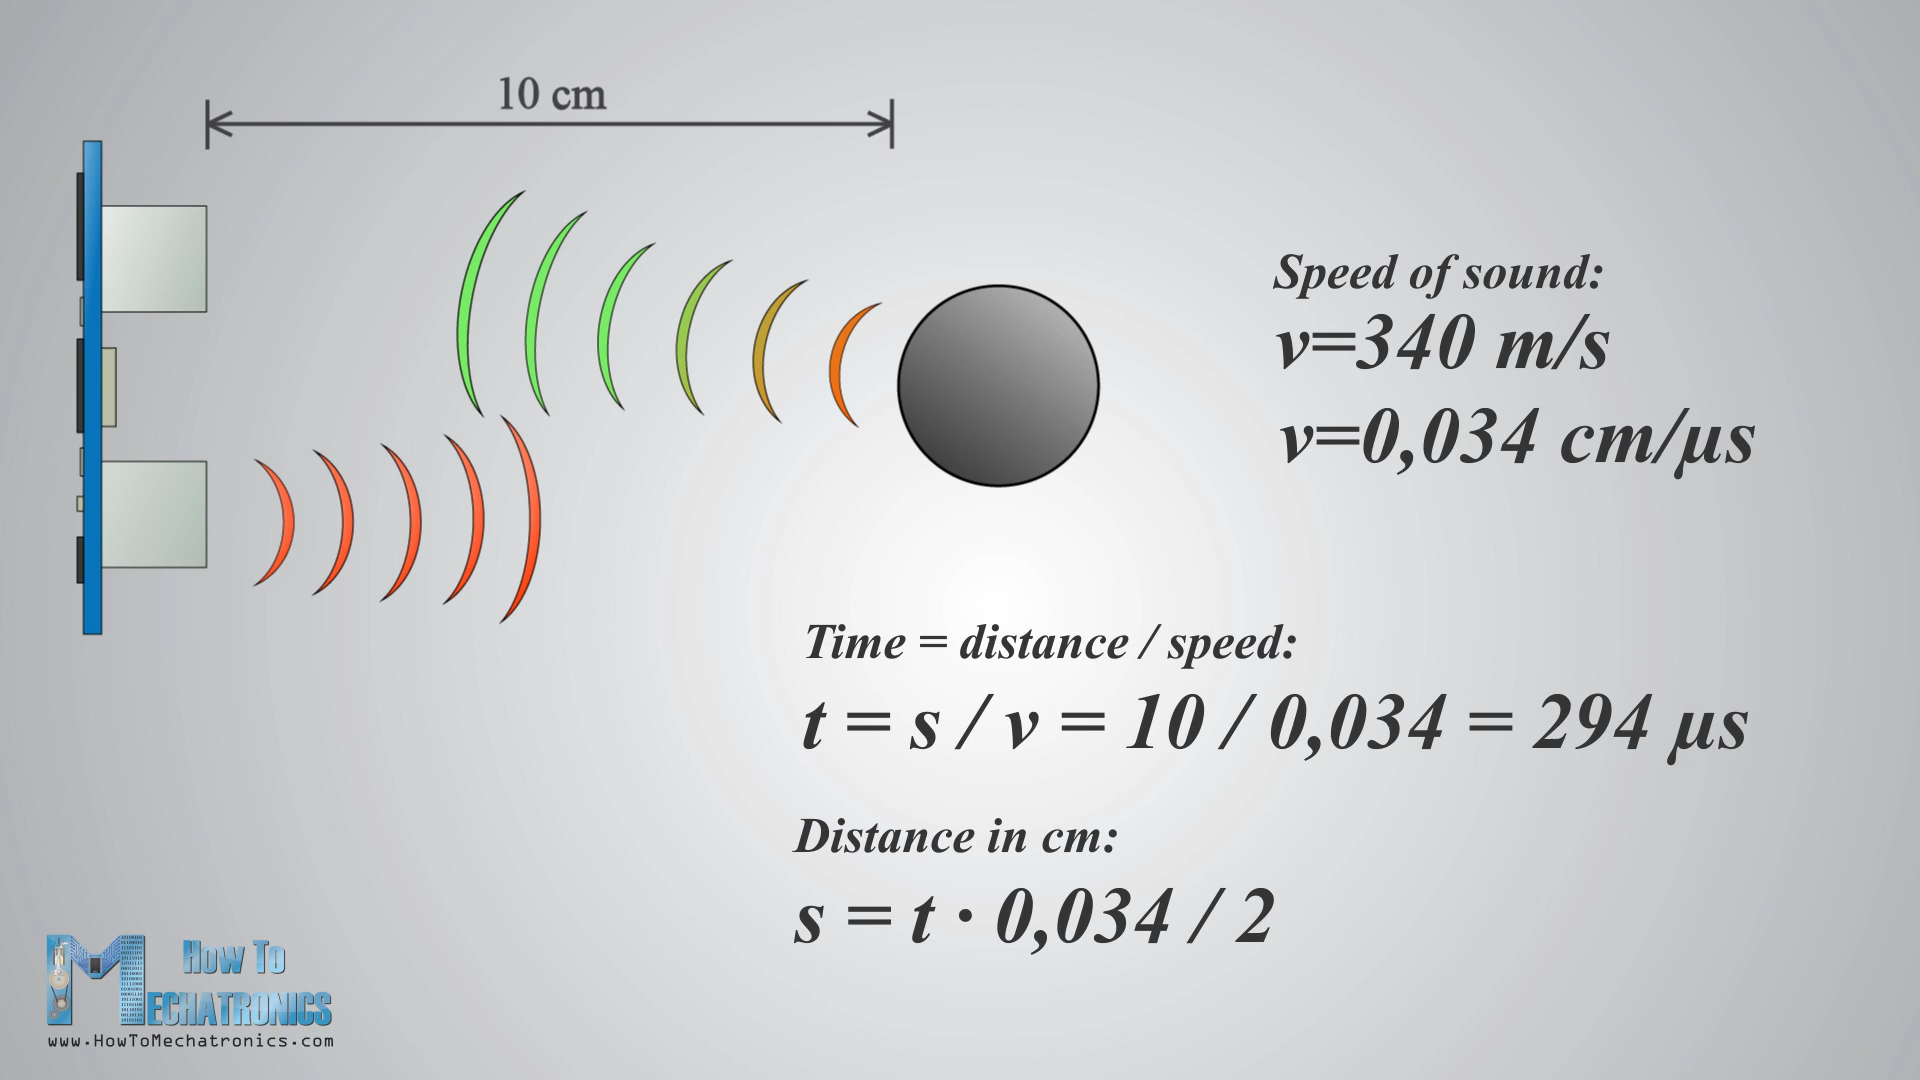 10 cm
Speed of sound:
v=340 m/s
v=0,034 cm/µs
Time = distance / speed:
t = s / v = 10 / 0,034 = 294 µs
Distance in cm:
s = t · 0,034 / 2
How To
MECHATRONICS
www.HowToMechatronics.com